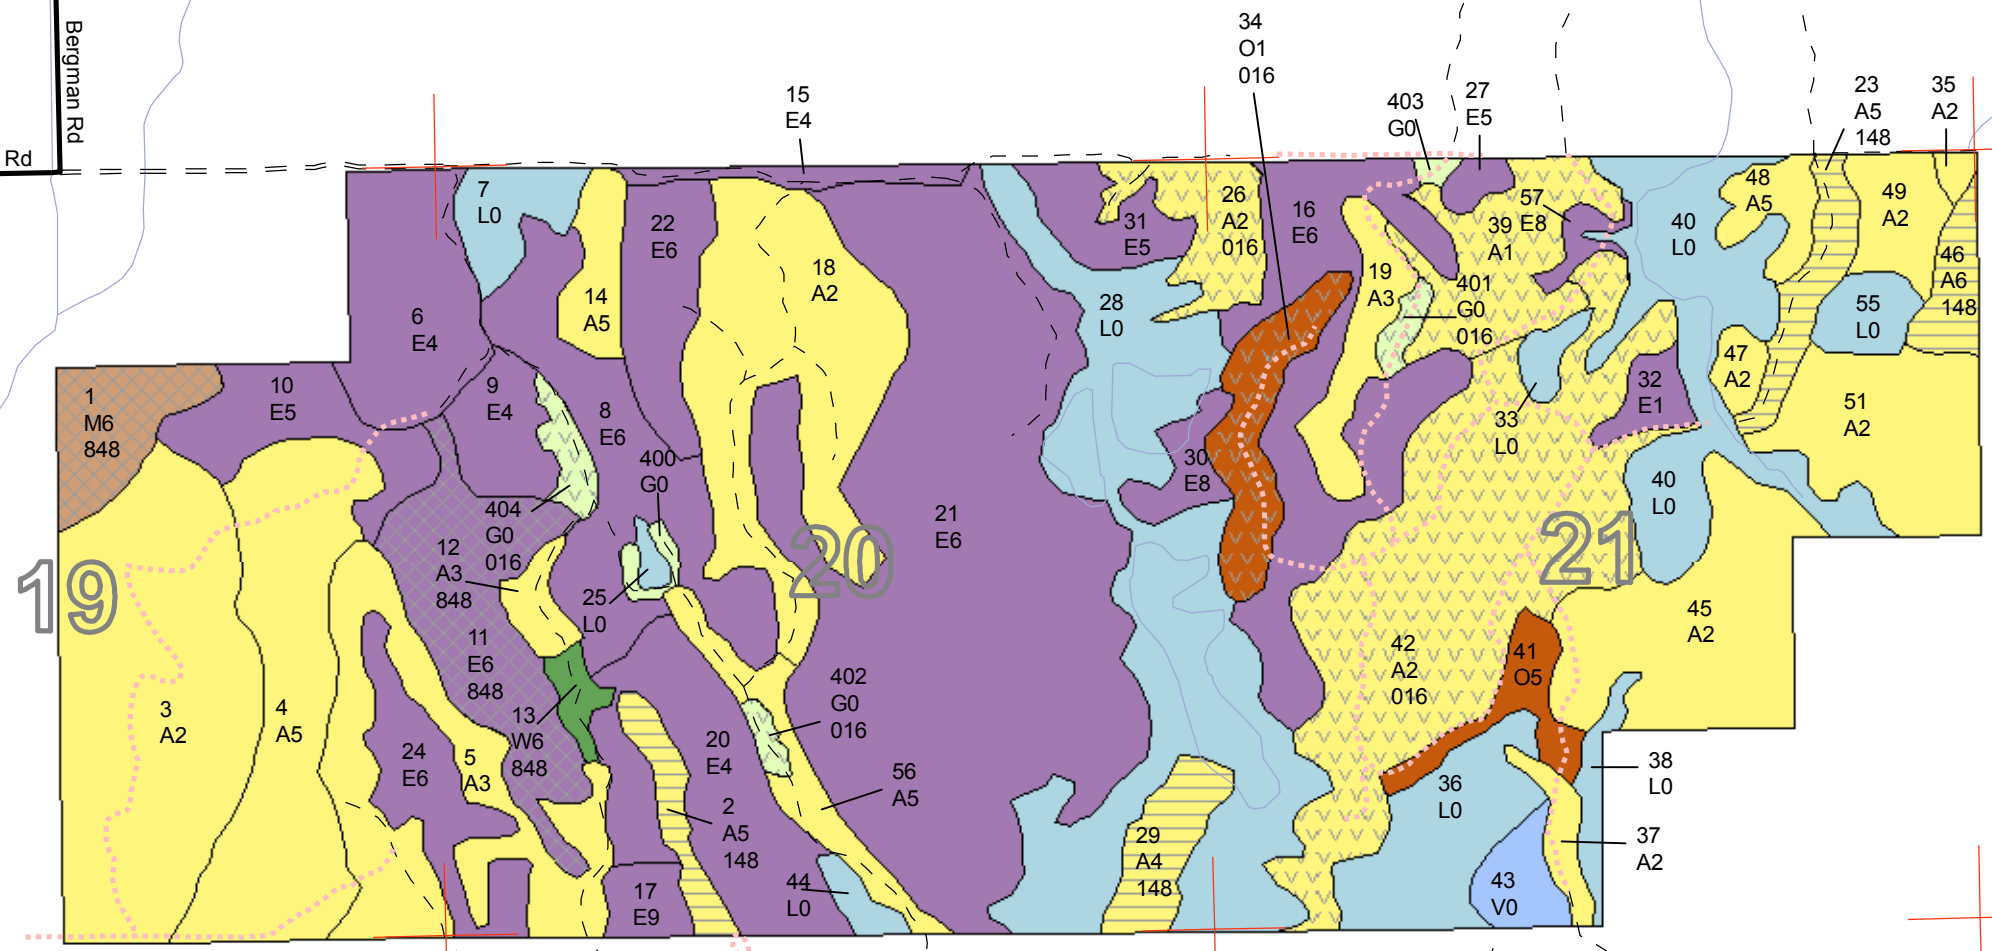 Bergman Rd
Rd
34
O1
016
15
E4
403
G0
27
E5
23
A5
148
35
A2
7
L0
22
E6
18
A2
31
E5
26
A2
016
16
E6
57
E8
39
A1
40
L0
48
A5
49
A2
14
A5
6
E4
28
L0
19
A3
401
G0
016
46
A6
148
55
L0
1
M6
848
10
E5
9
E4
8
E6
47
A2
32
E1
33
L0
51
A2
400
G0
30
E8
40
L0
404
G0
016
21
E6
20
21
19
12
A3
848
25
L0
11
E6
848
45
A2
42
A2
016
41
O5
3
A2
4
A5
13
W6
848
402
G0
016
24
E6
5
A3
20
E4
56
A5
36
L0
38
L0
2
A5
148
29
A4
148
37
A2
17
E9
44
L0
43
V0